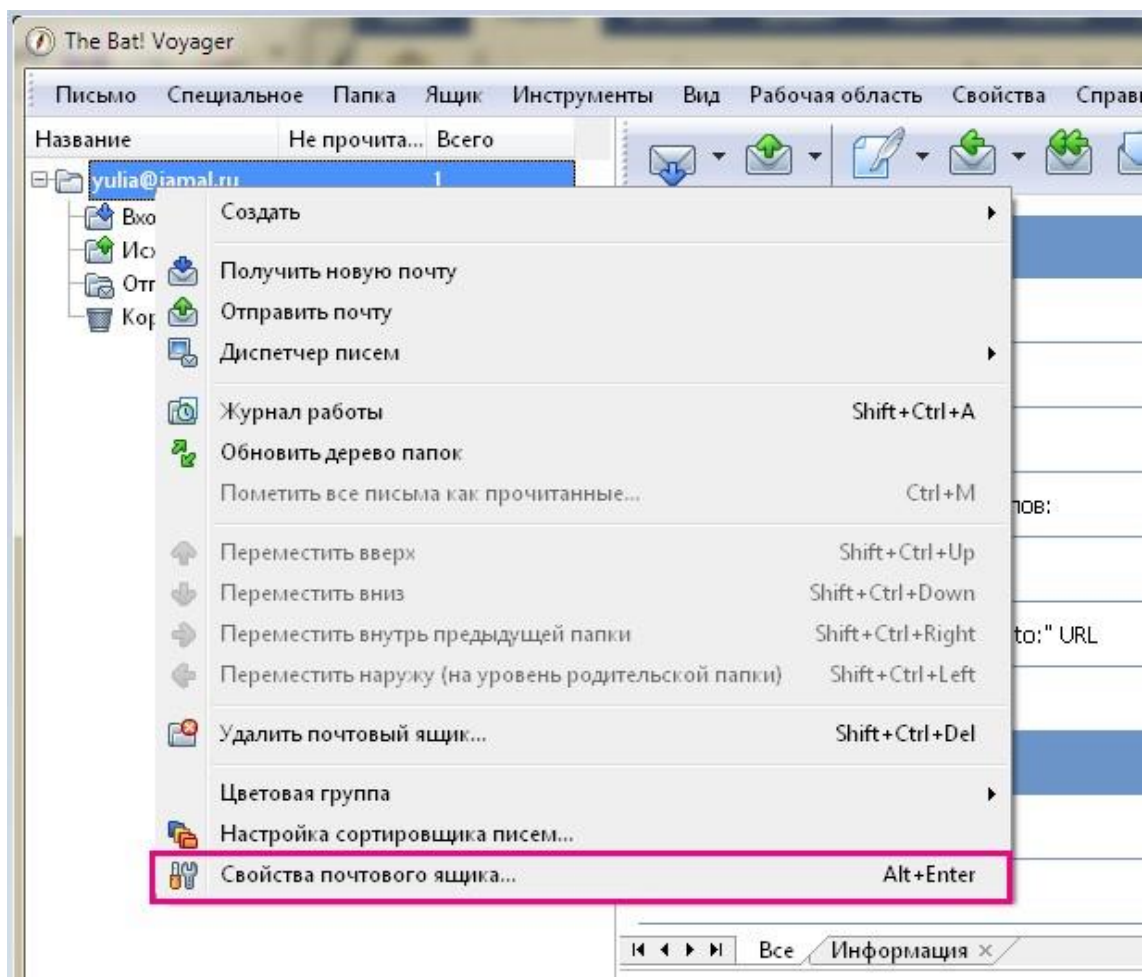 The Bat! Voyager
Письмо Специальное Папка Ящик Инструменты Вид Рабочая область Свойства
Название Не прочита... Всего
yulia@jamal.ru 1
Создать
Получить новую почту
Отправить почту
Диспетчер писем
Журнал работы Shift+Ctrl+A
Обновить дерево папок
Пометить все письма как прочитанные... Ctrl+M
Переместить вверх Shift+Ctrl+Up
Переместить вниз Shift+Ctrl+Down
Переместить внутрь предыдущей папки Shift+Ctrl+Right
to:" URL
Переместить наружу (на уровень родительской папки) Shift+Ctrl+Left
Удалить почтовый ящик... Shift+Ctrl+Del
Цветовая группа
Настройка сортировщика писем...
Свойства почтового ящика... Alt+Enter
Все Информация